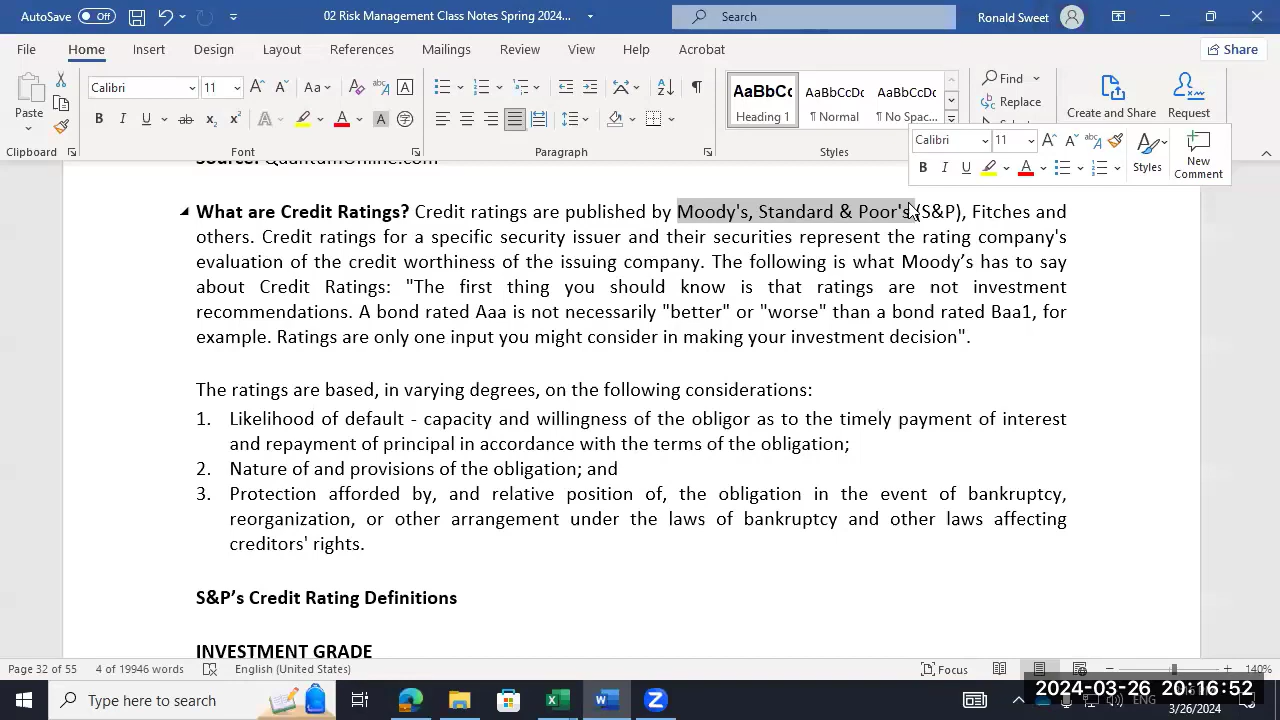 AutoSave Off 02 Risk Management Class Notes Spring 2024... Search Ronald Sweet
File Home Insert Design Layout References Mailings Review View Help Acrobat Share
Paste Calibri 11 Aa AaBbCc AaBbCcDc AaBbCcDc Find Replace
Heading 1 ¶ Normal ¶ No Spac... Create and Share Request
Clipboard Font Paragraph Styles
Calibri 11 Styles New Comment
QuantumOnline.com
What are Credit Ratings? Credit ratings are published by Moody's, Standard & Poor's (S&P), Fitches and
others. Credit ratings for a specific security issuer and their securities represent the rating company's
evaluation of the credit worthiness of the issuing company. The following is what Moody’s has to say
about Credit Ratings: "The first thing you should know is that ratings are not investment
recommendations. A bond rated Aaa is not necessarily "better" or "worse" than a bond rated Baa1, for
example. Ratings are only one input you might consider in making your investment decision".
The ratings are based, in varying degrees, on the following considerations:
1. Likelihood of default - capacity and willingness of the obligor as to the timely payment of interest
and repayment of principal in accordance with the terms of the obligation;
2. Nature of and provisions of the obligation; and
3. Protection afforded by, and relative position of, the obligation in the event of bankruptcy,
reorganization, or other arrangement under the laws of bankruptcy and other laws affecting
creditors' rights.
S&P’s Credit Rating Definitions
INVESTMENT GRADE
Page 32 of 55 4 of 19946 words English (United States) Focus 140%
Type here to search ENG
2024-03-26 20:16:52
3/26/2024